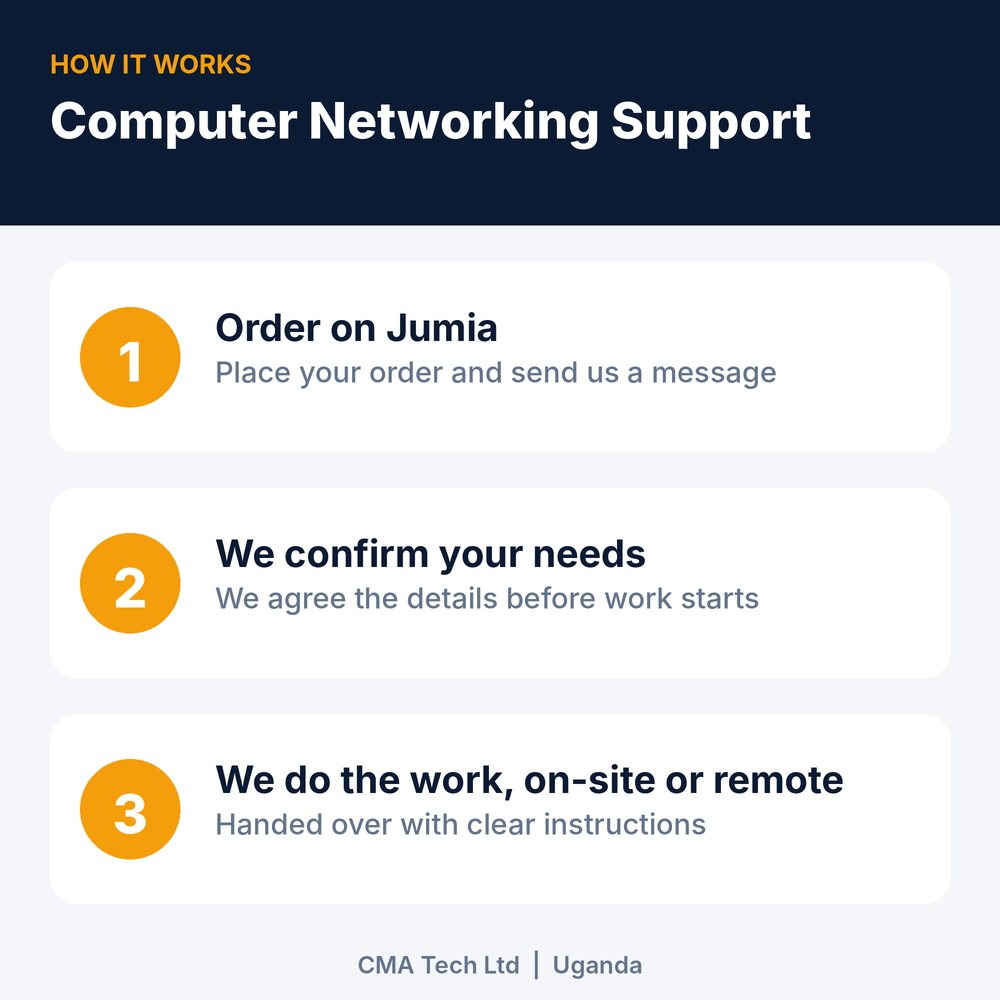 HOW IT WORKS
Computer Networking Support
1
Order on Jumia
Place your order and send us a message
2
We confirm your needs
We agree the details before work starts
3
We do the work, on-site or remote
Handed over with clear instructions
CMA Tech Ltd | Uganda